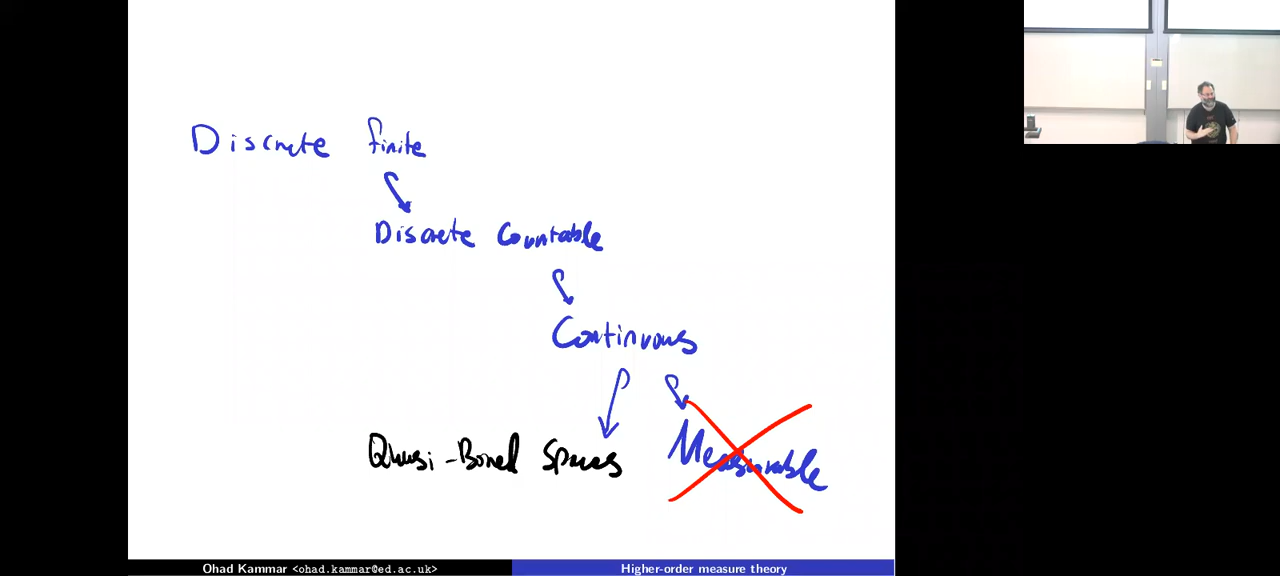 Discrete finite
Discrete Countable
Continuous
Quasi-Borel Spaces
Measurable
Ohad Kammar <ohad.kammar@ed.ac.uk>
Higher-order measure theory